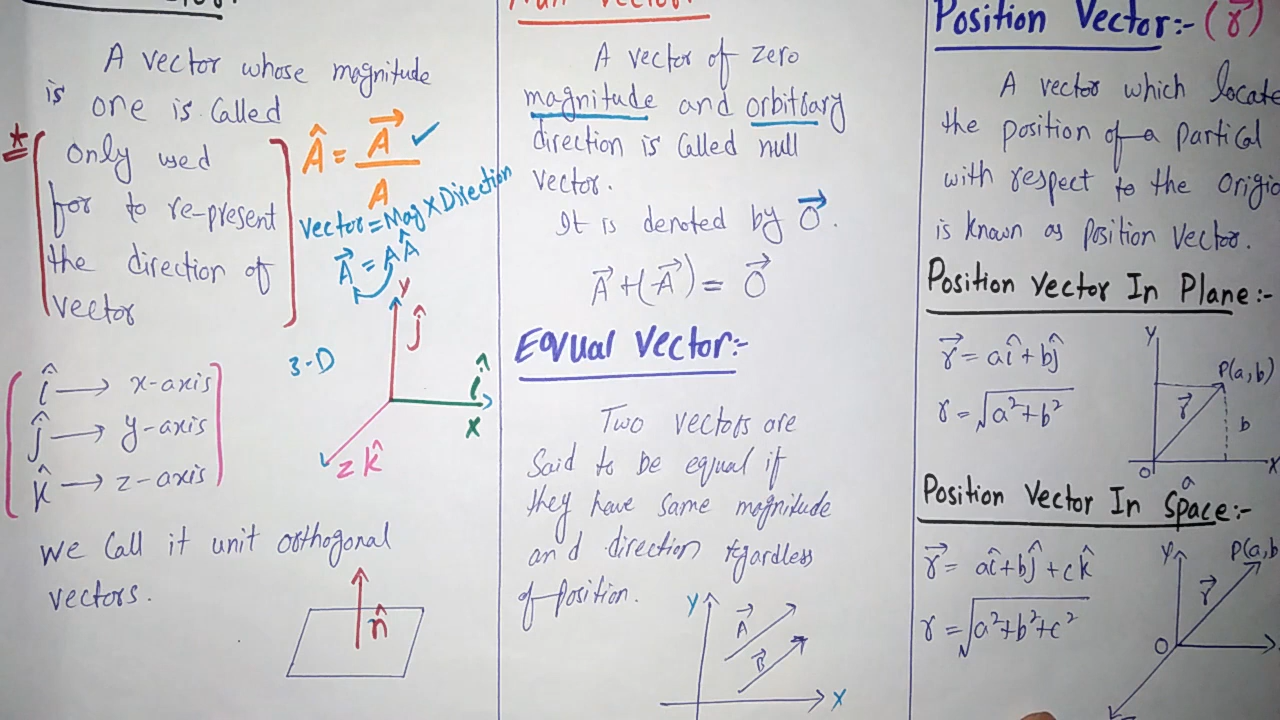 A vector whose magnitude
is one is called
* only used
for to re-present
the direction of
vector
Â = A⃗ / A ✓
Vector = Mag × Direction
A⃗ = A Â
î → x-axis
ĵ → y-axis
k̂ → z-axis
3-D
Y
ĵ
î
X
Z k̂
We Call it unit orthogonal
vectors.
n̂
A vector of zero
magnitude and orbitrary
direction is Called null
vector.
It is denoted by O⃗.
A⃗ + (-A⃗) = O⃗
Equal Vector:-
Two vectors are
Said to be equal if
they have same magnitude
and direction regardless
of Position.
Y
A⃗
B⃗
X
Position Vector:- (r⃗)
A vector which locate
the position of a partical
with respect to the origi
is known as Position Vector.
Position Vector In Plane:-
r⃗ = aî + bĵ
r = √a² + b²
Y
P(a,b)
r⃗
b
O
X
a
Position Vector In Space:-
r⃗ = aî + bĵ + ck̂
r = √a² + b² + c²
Y
P(a,b
r⃗
O